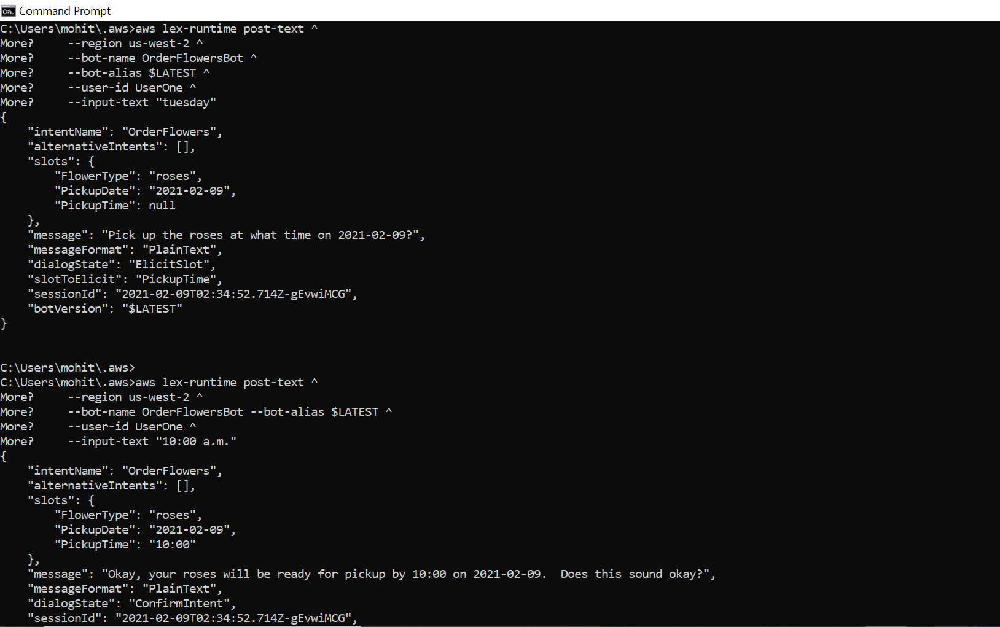 Command Prompt
C:\Users\mohit\.aws>aws lex-runtime post-text ^
More?     --region us-west-2 ^
More?     --bot-name OrderFlowersBot ^
More?     --bot-alias $LATEST ^
More?     --user-id UserOne ^
More?     --input-text "tuesday"
{
    "intentName": "OrderFlowers",
    "alternativeIntents": [],
    "slots": {
        "FlowerType": "roses",
        "PickupDate": "2021-02-09",
        "PickupTime": null
    },
    "message": "Pick up the roses at what time on 2021-02-09?",
    "messageFormat": "PlainText",
    "dialogState": "ElicitSlot",
    "slotToElicit": "PickupTime",
    "sessionId": "2021-02-09T02:34:52.714Z-gEvwiMCG",
    "botVersion": "$LATEST"
}
C:\Users\mohit\.aws>
C:\Users\mohit\.aws>aws lex-runtime post-text ^
More?     --region us-west-2 ^
More?     --bot-name OrderFlowersBot --bot-alias $LATEST ^
More?     --user-id UserOne ^
More?     --input-text "10:00 a.m."
{
    "intentName": "OrderFlowers",
    "alternativeIntents": [],
    "slots": {
        "FlowerType": "roses",
        "PickupDate": "2021-02-09",
        "PickupTime": "10:00"
    },
    "message": "Okay, your roses will be ready for pickup by 10:00 on 2021-02-09.  Does this sound okay?",
    "messageFormat": "PlainText",
    "dialogState": "ConfirmIntent",
    "sessionId": "2021-02-09T02:34:52.714Z-gEvwiMCG",